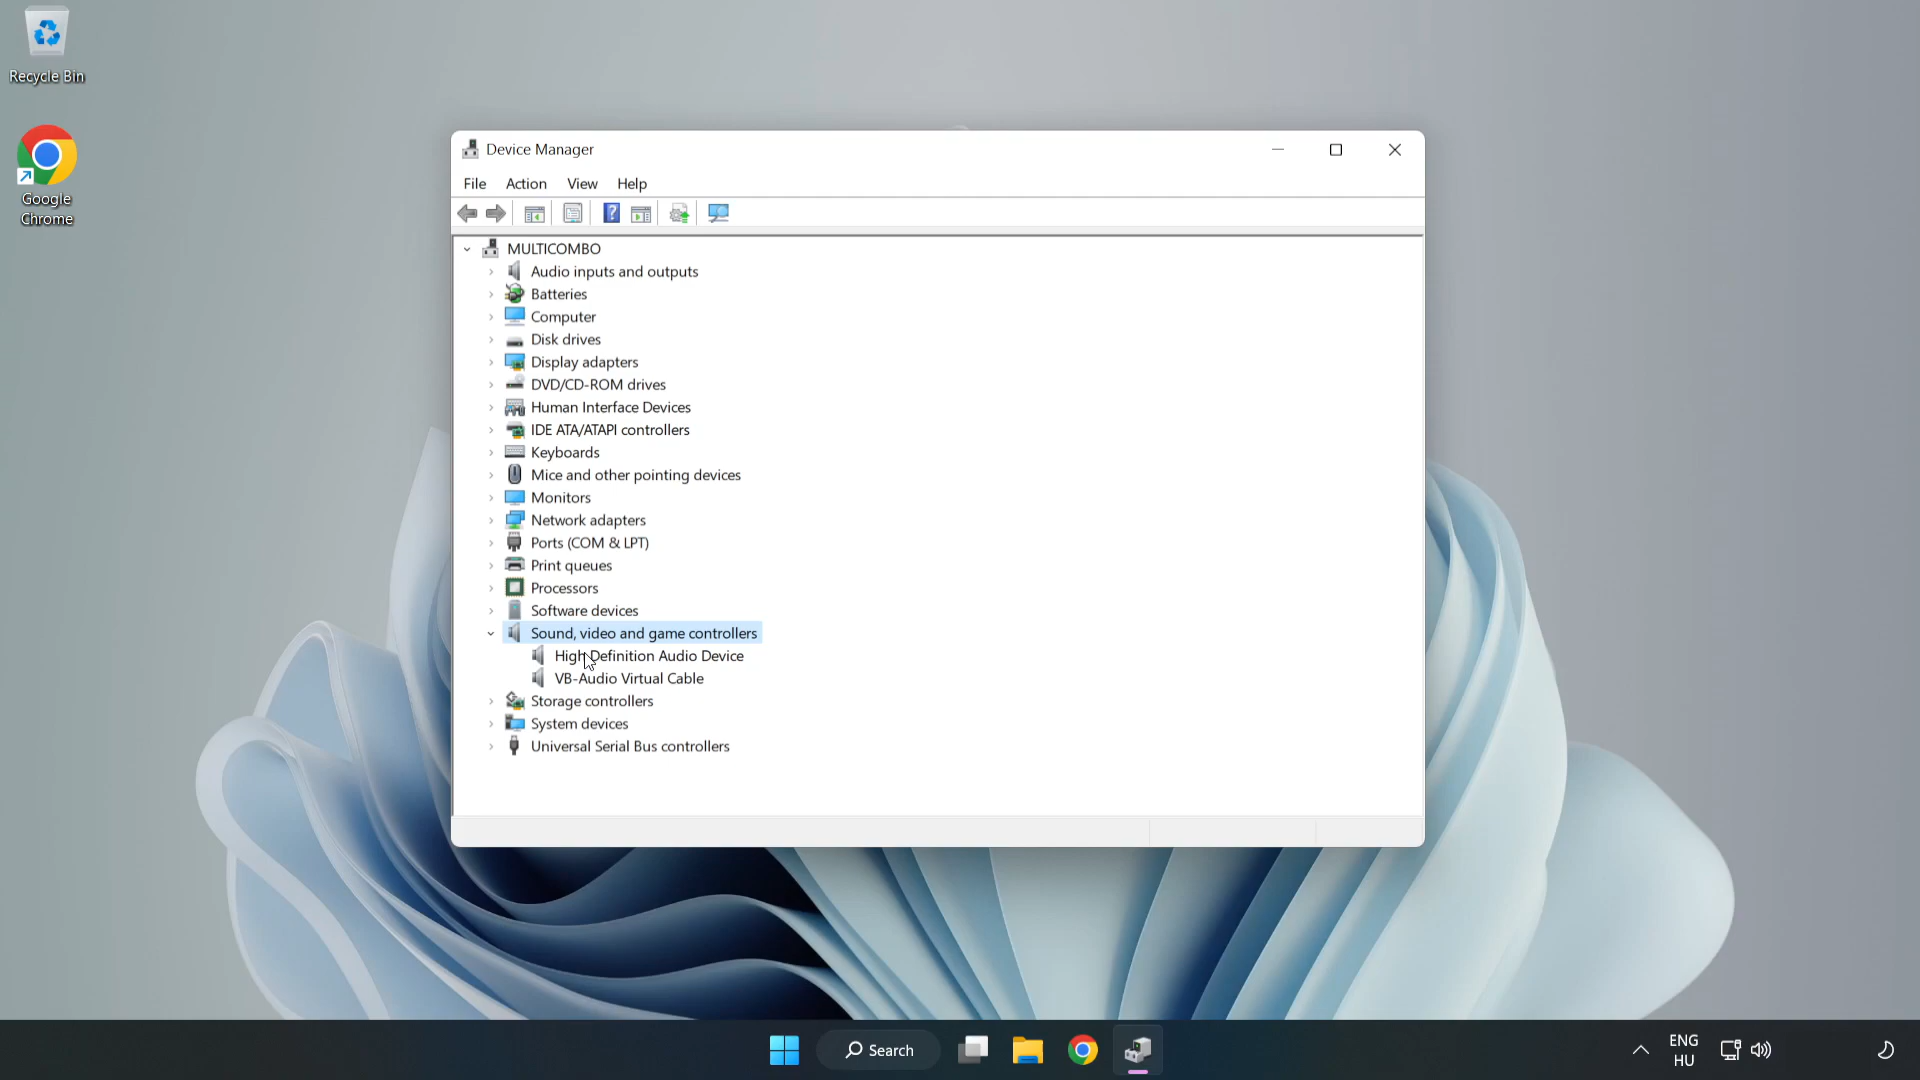 Recycle Bin
Google
Chrome
Device Manager
File Action View Help
MULTICOMBO
Audio inputs and outputs
Batteries
Computer
Disk drives
Display adapters
DVD/CD-ROM drives
Human Interface Devices
IDE ATA/ATAPI controllers
Keyboards
Mice and other pointing devices
Monitors
Network adapters
Ports (COM & LPT)
Print queues
Processors
Software devices
Sound, video and game controllers
High Definition Audio Device
VB-Audio Virtual Cable
Storage controllers
System devices
Universal Serial Bus controllers
Search
ENG
HU